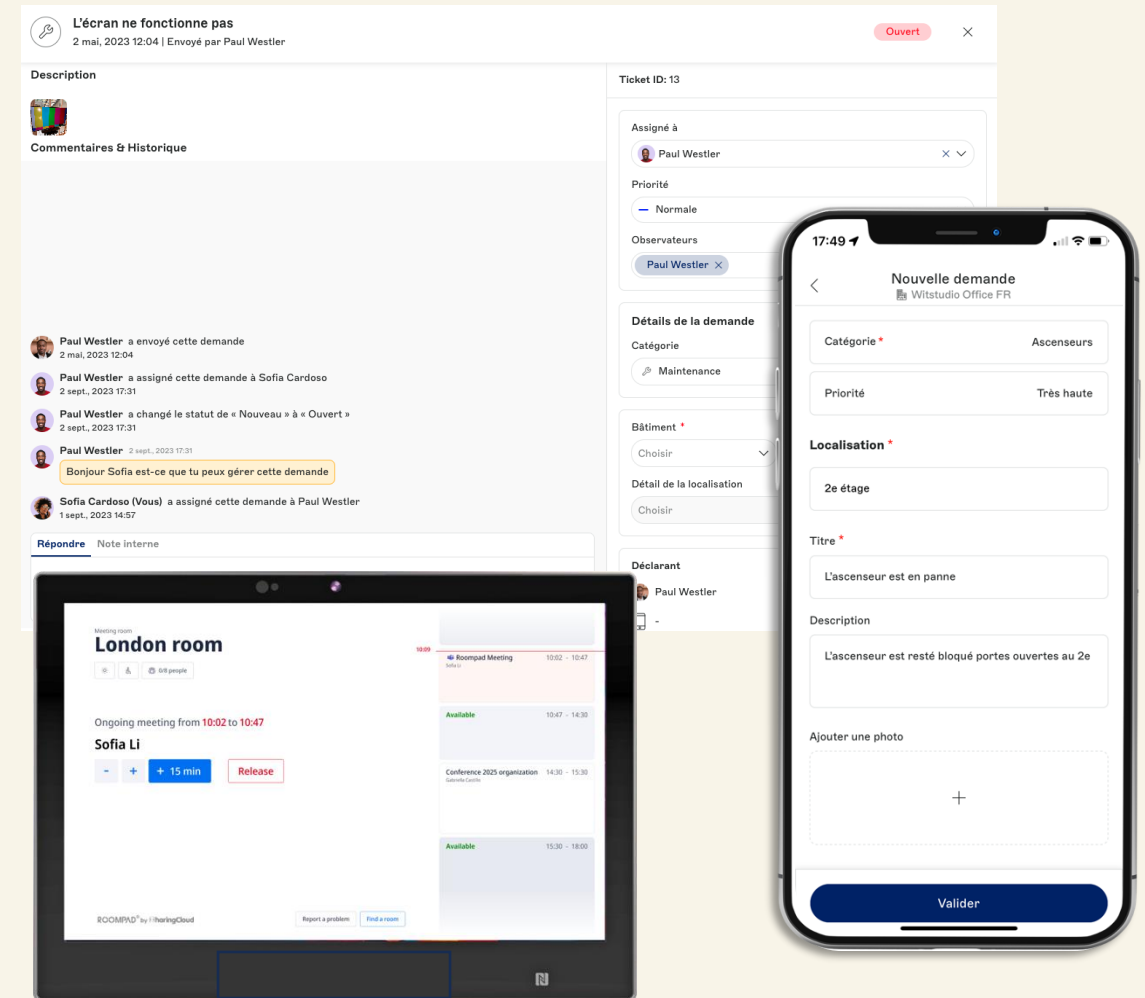 L'écran ne fonctionne pas
2 mai, 2023 12:04 | Envoyé par Paul Westler
Ouvert
Description
Commentaires & Historique
Paul Westler a envoyé cette demande
2 mai, 2023 12:04
Paul Westler a assigné cette demande à Sofia Cardoso
2 sept., 2023 17:31
Paul Westler a changé le statut de « Nouveau » à « Ouvert »
2 sept., 2023 17:31
Paul Westler 2 sept., 2023 17:31
Bonjour Sofia est-ce que tu peux gérer cette demande
Sofia Cardoso (Vous) a assigné cette demande à Paul Westler
1 sept., 2023 14:57
Répondre Note interne
Ticket ID: 13
Assigné à
Paul Westler
Priorité
Normale
Observateurs
Paul Westler
Détails de la demande
Catégorie
Maintenance
Bâtiment *
Choisir
Détail de la localisation
Choisir
Déclarant
Paul Westler
-
Meeting room
London room
0/8 people
Ongoing meeting from 10:02 to 10:47
Sofia Li
- + + 15 min Release
10:09
Roompad Meeting 10:02 - 10:47
Sofia Li
Available 10:47 - 14:30
Conference 2025 organization 14:30 - 15:30
Gabriella Castillo
Available 15:30 - 18:00
ROOMPAD® by SharingCloud
Report a problem Find a room
17:49
Nouvelle demande
Witstudio Office FR
Catégorie * Ascenseurs
Priorité Très haute
Localisation *
2e étage
Titre *
L'ascenseur est en panne
Description
L'ascenseur est resté bloqué portes ouvertes au 2e
Ajouter une photo
Valider